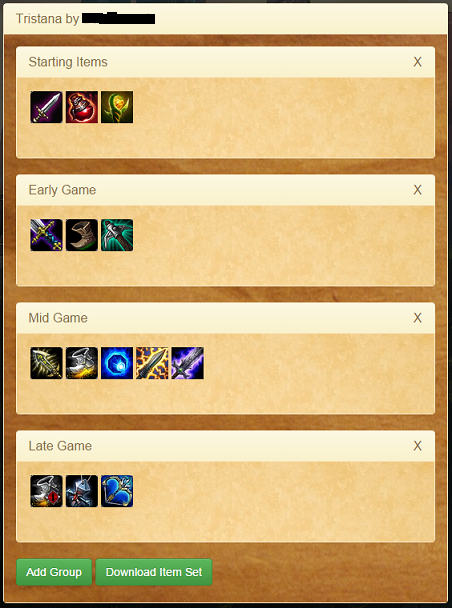 Tristana by
Starting Items X
Early Game X
Mid Game X
Late Game X
Add Group Download Item Set